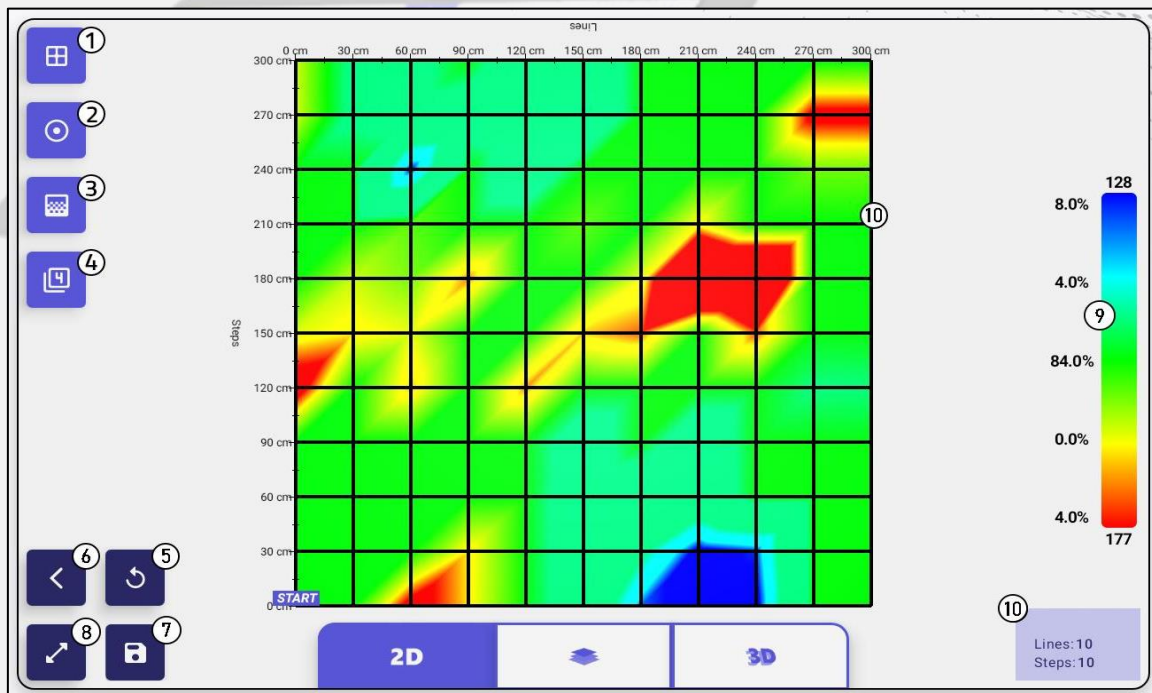 Lines
0 cm 30 cm 60 cm 90 cm 120 cm 150 cm 180 cm 210 cm 240 cm 270 cm 300 cm
300 cm
270 cm
240 cm
210 cm
180 cm
150 cm
120 cm
90 cm
60 cm
30 cm
0 cm
Steps
START
1
2
3
4
4
6 5
8 7
10
128
8.0%
4.0%
9
84.0%
0.0%
4.0%
177
10
Lines:10
Steps:10
2D
3D